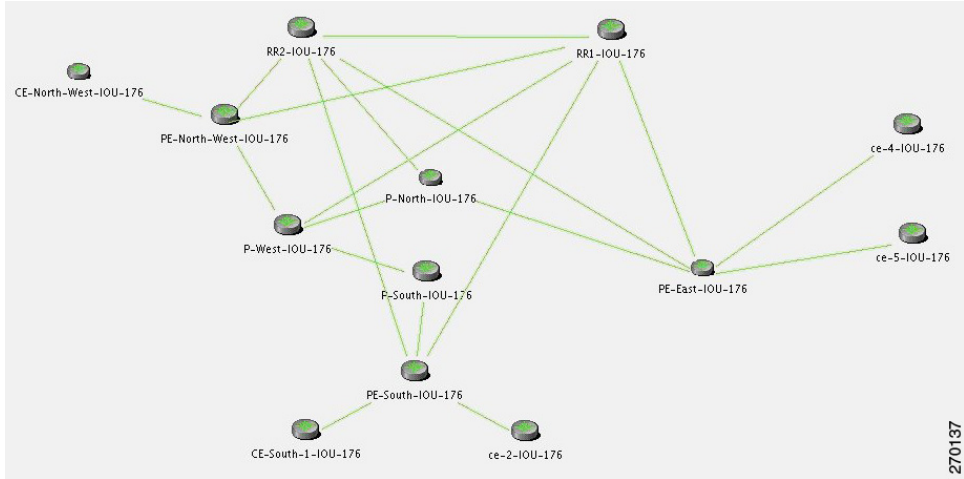 RR2-IOU-176
RR1-IOU-176
CE-North-West-IOU-176
PE-North-West-IOU-176
ce-4-IOU-176
P-North-IOU-176
P-West-IOU-176
ce-5-IOU-176
PE-East-IOU-176
P-South-IOU-176
PE-South-IOU-176
CE-South-1-IOU-176
ce-2-IOU-176
270137